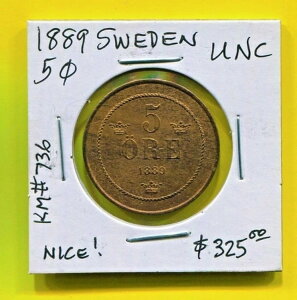 1889 SWEDEN UNC
5¢
5
ÖRE
1889
KM#736
NICE!
$325.00